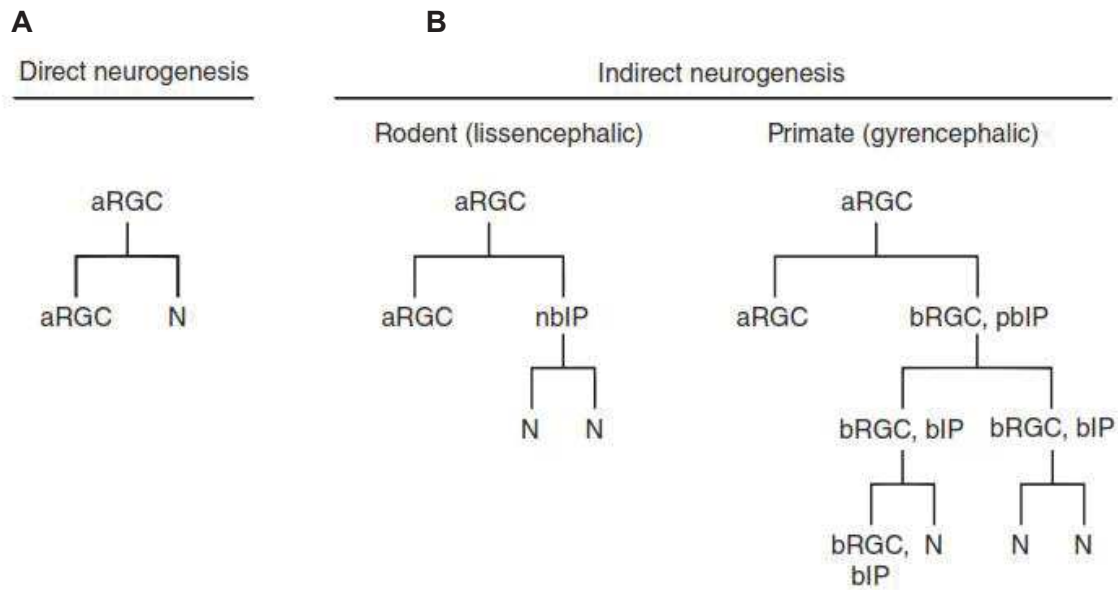 A
B
Direct neurogenesis
Indirect neurogenesis
Rodent (lissencephalic)
Primate (gyrencephalic)
aRGC
aRGC
aRGC
aRGC N
aRGC nbIP
aRGC bRGC, pbIP
N N
bRGC, bIP bRGC, bIP
bRGC, N N N
bIP